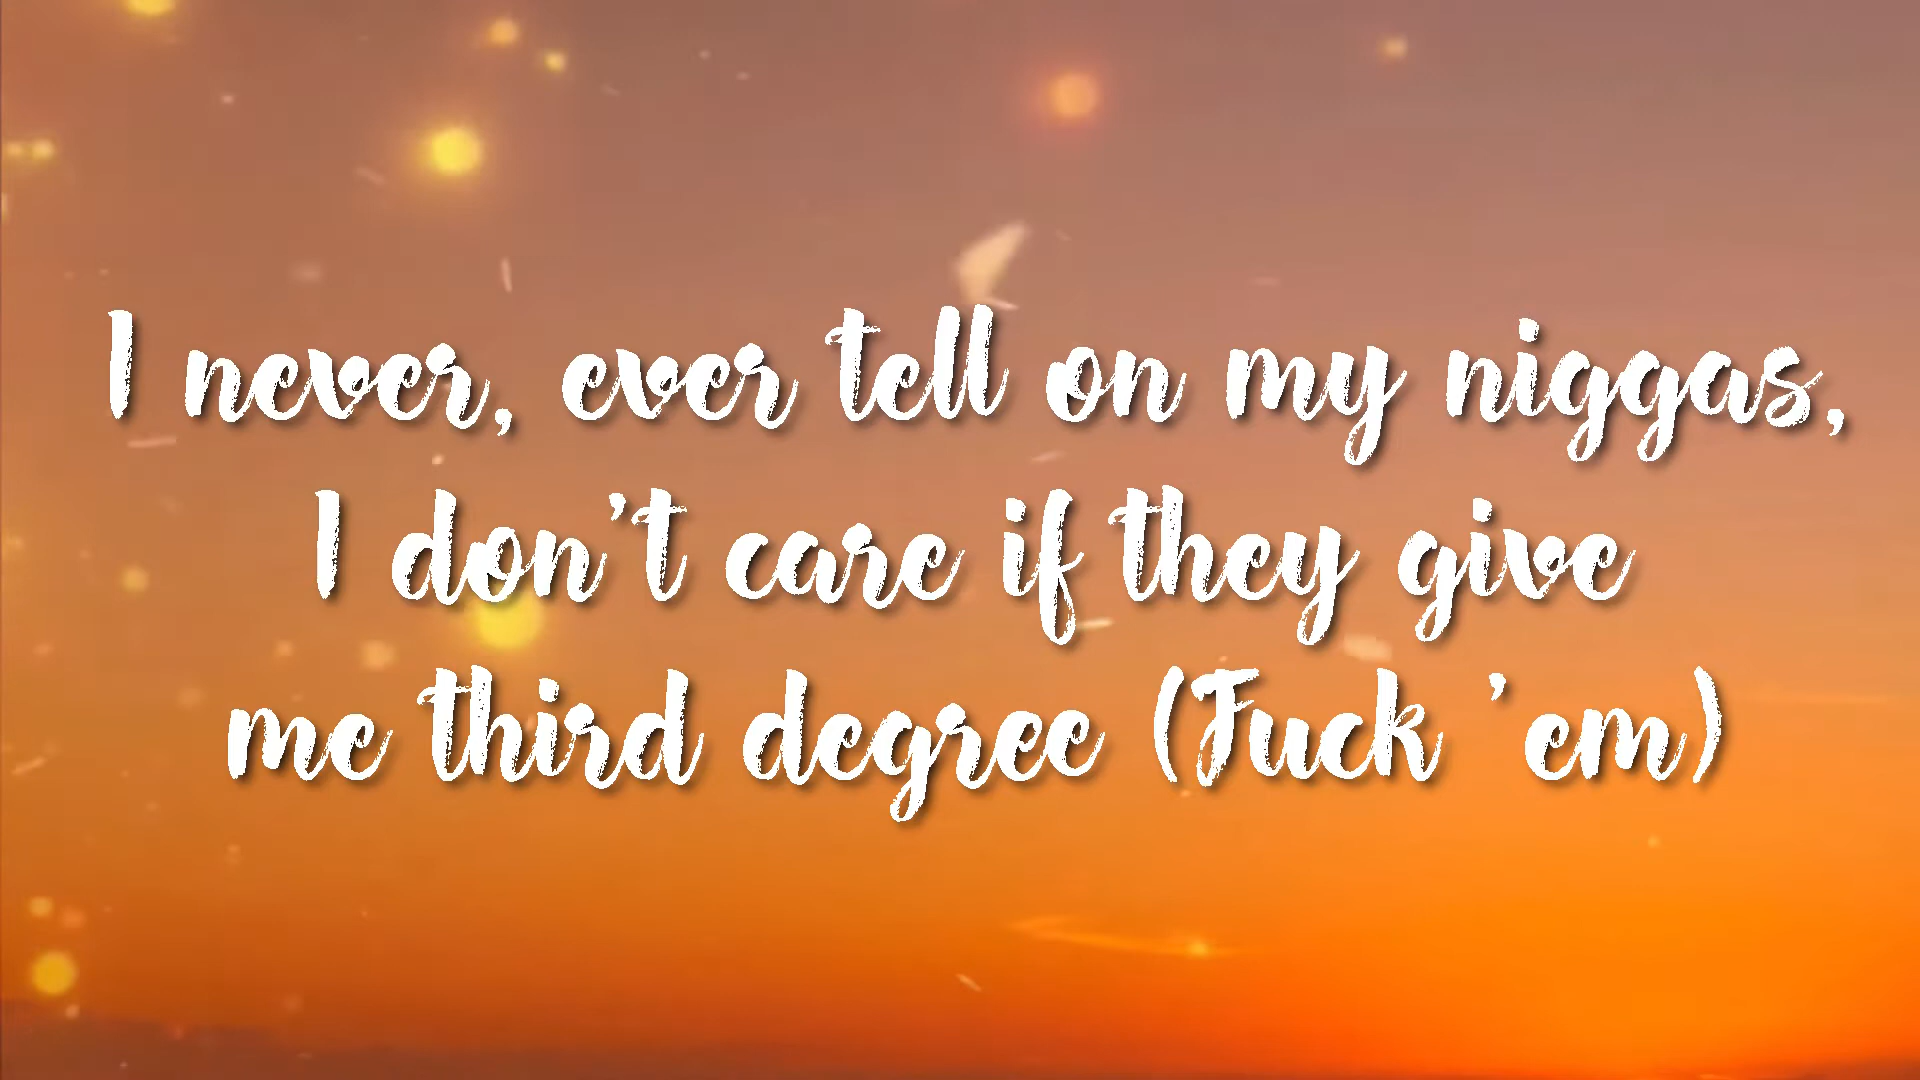 I never, ever tell on my niggas,
I don't care if they give
me third degree (Fuck 'em)